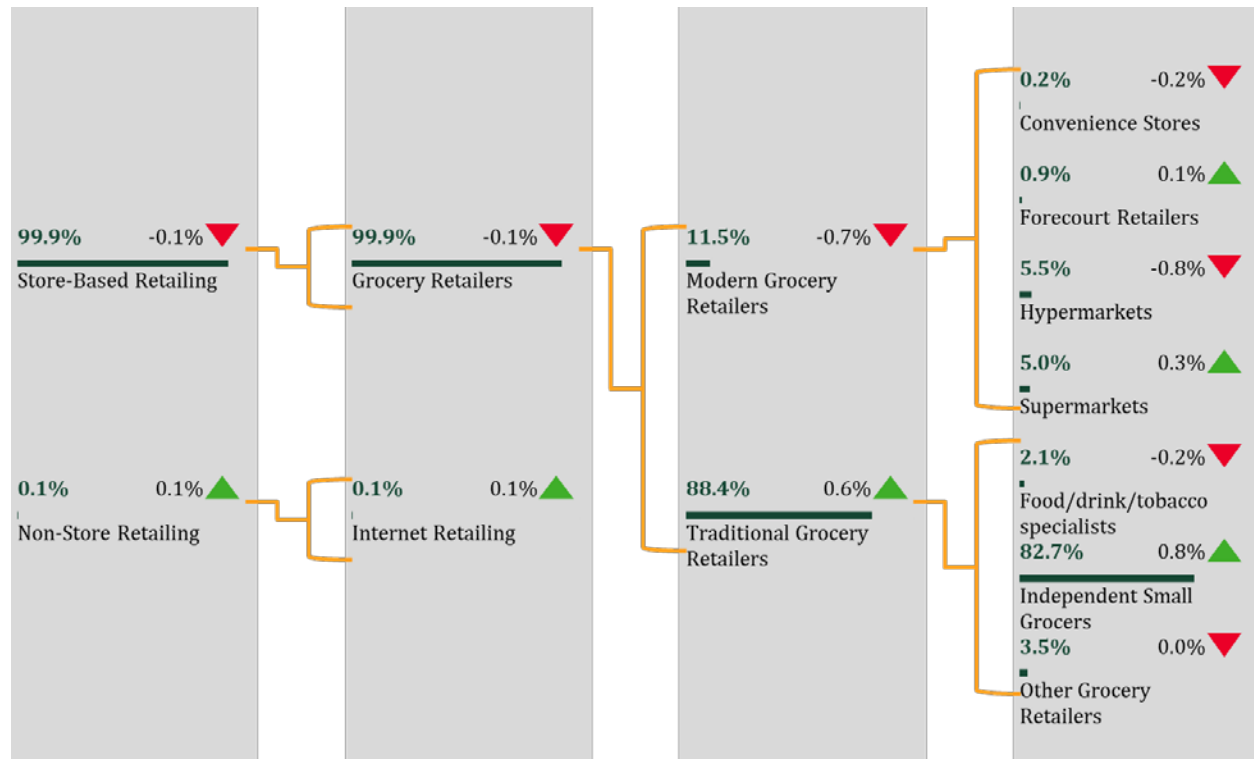 99.9% -0.1%
Store-Based Retailing
0.1% 0.1%
Non-Store Retailing
99.9% -0.1%
Grocery Retailers
0.1% 0.1%
Internet Retailing
11.5% -0.7%
Modern Grocery
Retailers
88.4% 0.6%
Traditional Grocery
Retailers
0.2% -0.2%
Convenience Stores
0.9% 0.1%
Forecourt Retailers
5.5% -0.8%
Hypermarkets
5.0% 0.3%
Supermarkets
2.1% -0.2%
Food/drink/tobacco
specialists
82.7% 0.8%
Independent Small
Grocers
3.5% 0.0%
Other Grocery
Retailers